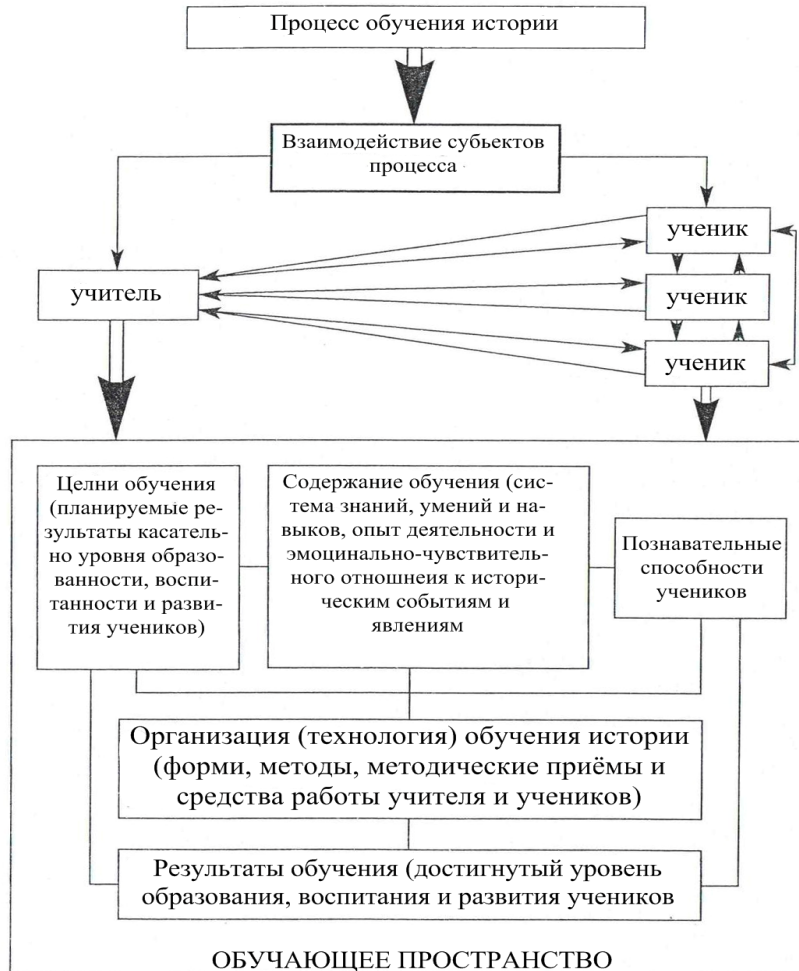 Процесс обучения истории
Взаимодействие субъектов
процесса
ученик
учитель
ученик
ученик
Целни обучения
(планируемые ре-
зультаты касатель-
но уровня образо-
ванности, воспи-
танности и разви-
тия учеников)
Содержание обучения (сис-
тема знаний, умений и на-
выков, опыт деятельности и
эмоцинально-чувствитель-
ного отношнеия к истори-
ческим событиям и
явлениям
Познавательные
способности
учеников
Организация (технология) обучения истории
(форми, методы, методические приёмы и
средства работы учителя и учеников)
Результаты обучения (достигнутый уровень
образования, воспитания и развития учеников
ОБУЧАЮЩЕЕ ПРОСТРАНСТВО